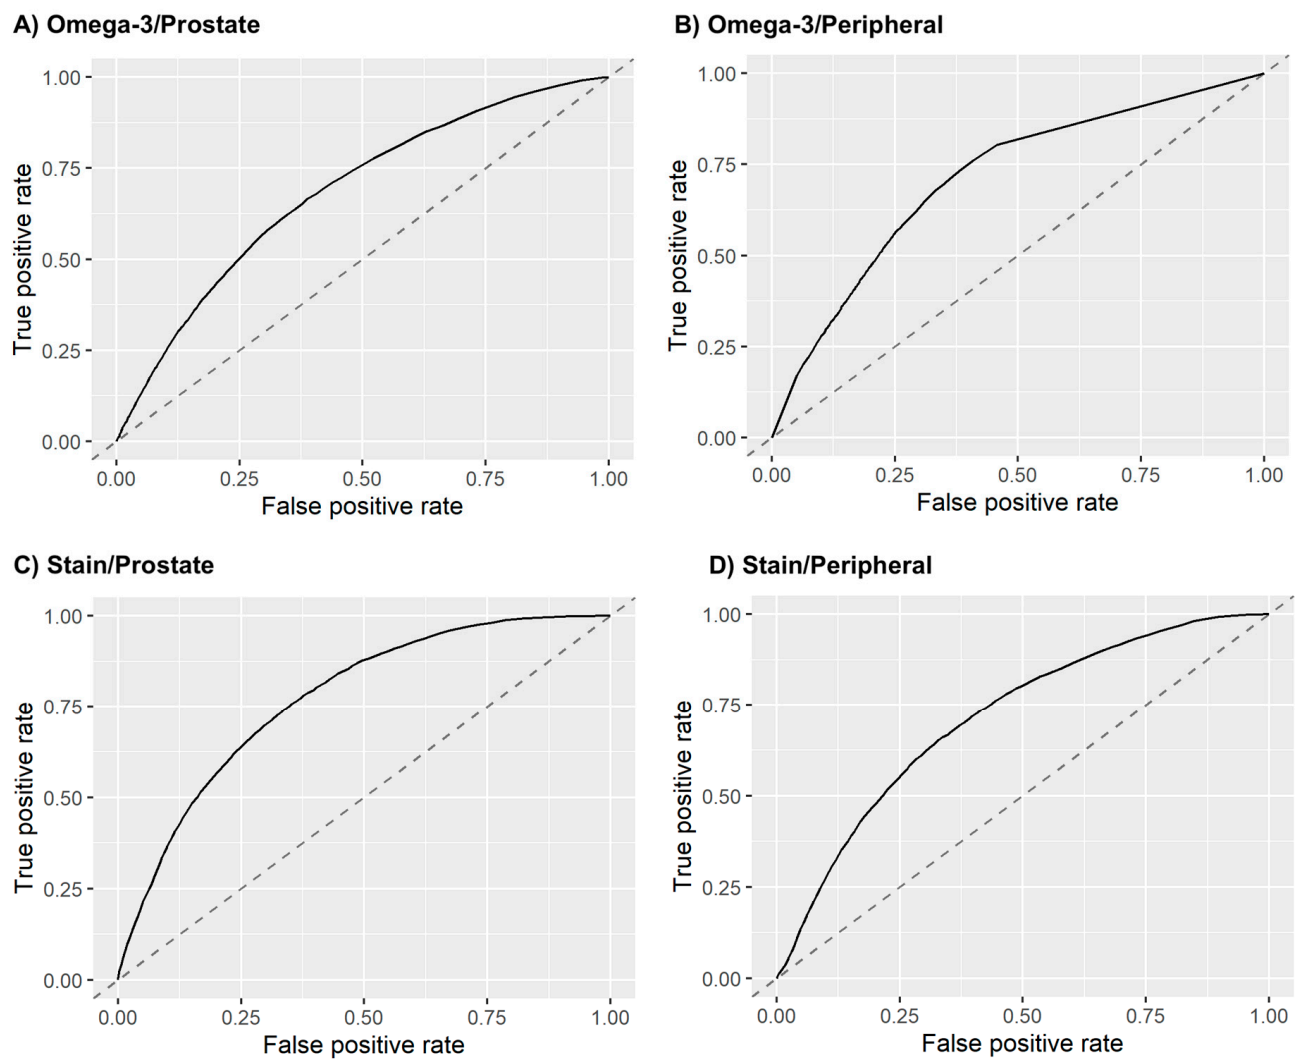 A) Omega-3/Prostate
B) Omega-3/Peripheral
True positive rate
1.00
0.75
0.50
0.25
0.00
0.00 0.25 0.50 0.75 1.00
False positive rate
True positive rate
1.00
0.75
0.50
0.25
0.00
0.00 0.25 0.50 0.75 1.00
False positive rate
C) Stain/Prostate
D) Stain/Peripheral
True positive rate
1.00
0.75
0.50
0.25
0.00
0.00 0.25 0.50 0.75 1.00
False positive rate
True positive rate
1.00
0.75
0.50
0.25
0.00
0.00 0.25 0.50 0.75 1.00
False positive rate